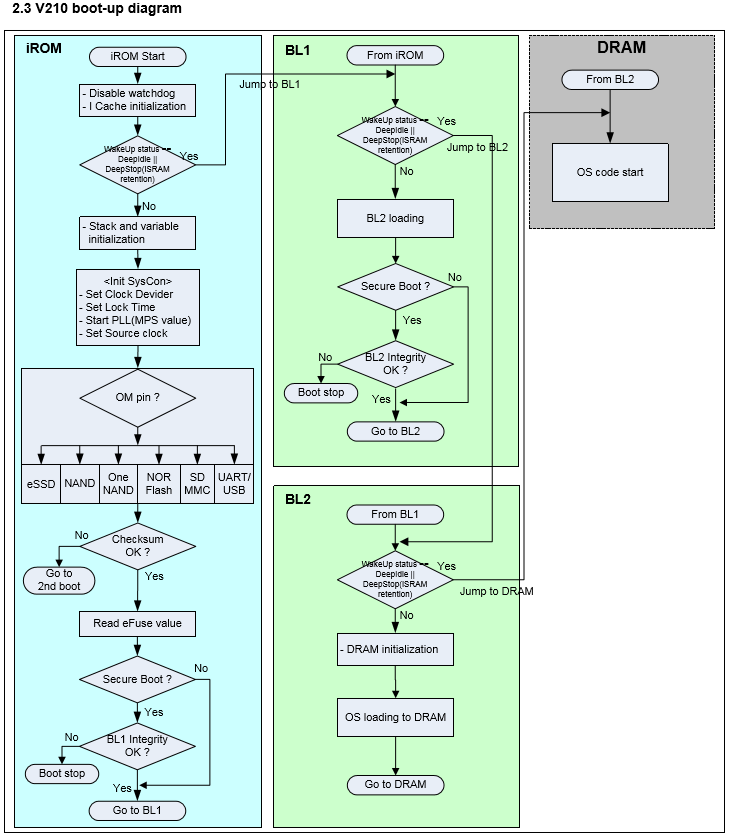 2.3 V210 boot-up diagram
iROM
iROM Start
- Disable watchdog
- I Cache initialization
WakeUp status ==
DeepIdle ||
DeepStop(ISRAM
retention)
Yes
Jump to BL1
No
- Stack and variable
initialization
<Init SysCon>
- Set Clock Devider
- Set Lock Time
- Start PLL(MPS value)
- Set Source clock
OM pin ?
eSSD
NAND
One
NAND
NOR
Flash
SD
MMC
UART/
USB
Checksum
OK ?
No
Go to
2nd boot
Yes
Read eFuse value
Secure Boot ?
No
Yes
BL1 Integrity
OK ?
No
Boot stop
Yes
Go to BL1
BL1
From iROM
WakeUp status ==
DeepIdle ||
DeepStop(ISRAM
retention)
Yes
Jump to BL2
No
BL2 loading
Secure Boot ?
No
Yes
BL2 Integrity
OK ?
No
Boot stop
Yes
Go to BL2
BL2
From BL1
WakeUp status ==
DeepIdle ||
DeepStop(ISRAM
retention)
Yes
Jump to DRAM
No
- DRAM initialization
OS loading to DRAM
Go to DRAM
DRAM
From BL2
OS code start